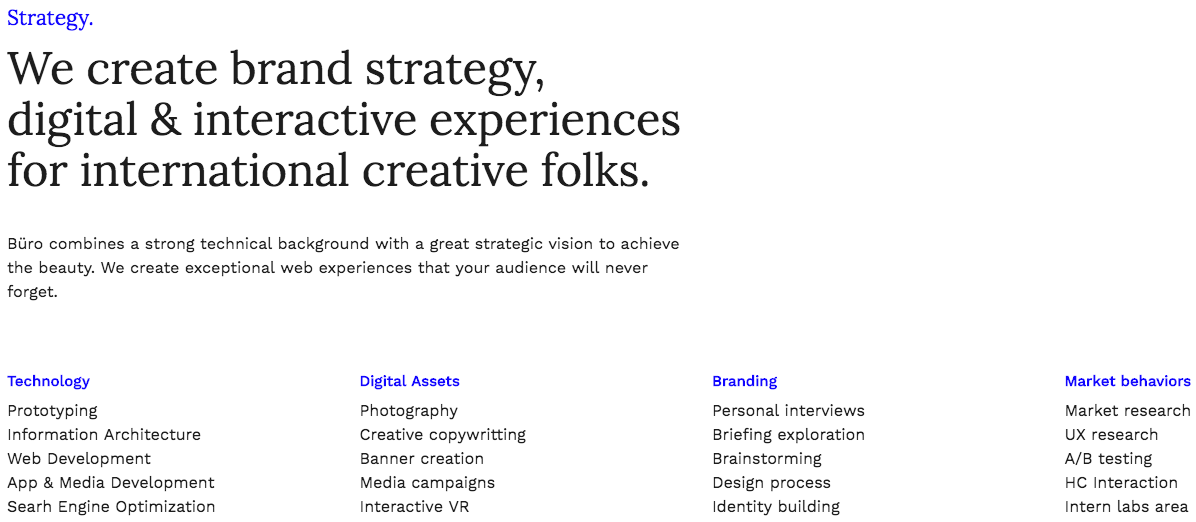 Strategy.
We create brand strategy,
digital & interactive experiences
for international creative folks.
Büro combines a strong technical background with a great strategic vision to achieve
the beauty. We create exceptional web experiences that your audience will never
forget.
Technology
Prototyping
Information Architecture
Web Development
App & Media Development
Searh Engine Optimization
Digital Assets
Photography
Creative copywritting
Banner creation
Media campaigns
Interactive VR
Branding
Personal interviews
Briefing exploration
Brainstorming
Design process
Identity building
Market behaviors
Market research
UX research
A/B testing
HC Interaction
Intern labs area